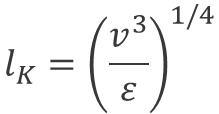 l_K = (ν^3/ε)^{1/4}